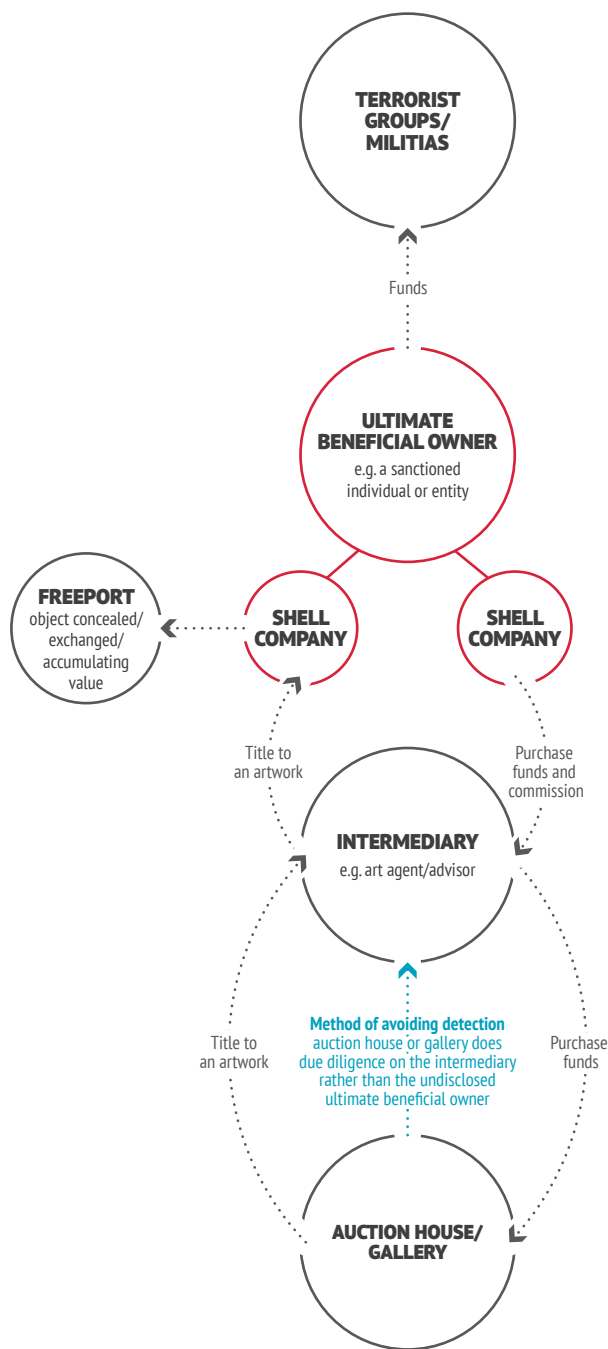 TERRORIST
GROUPS/
MILITIAS
Funds
ULTIMATE
BENEFICIAL OWNER
e.g. a sanctioned
individual or entity
FREEPORT
object concealed/
exchanged/
accumulating
value
SHELL
COMPANY
SHELL
COMPANY
Title to
an artwork
Purchase
funds and
commission
INTERMEDIARY
e.g. art agent/advisor
Title to
an artwork
Method of avoiding detection
auction house or gallery does
due diligence on the intermediary
rather than the undisclosed
ultimate beneficial owner
Purchase
funds
AUCTION HOUSE/
GALLERY